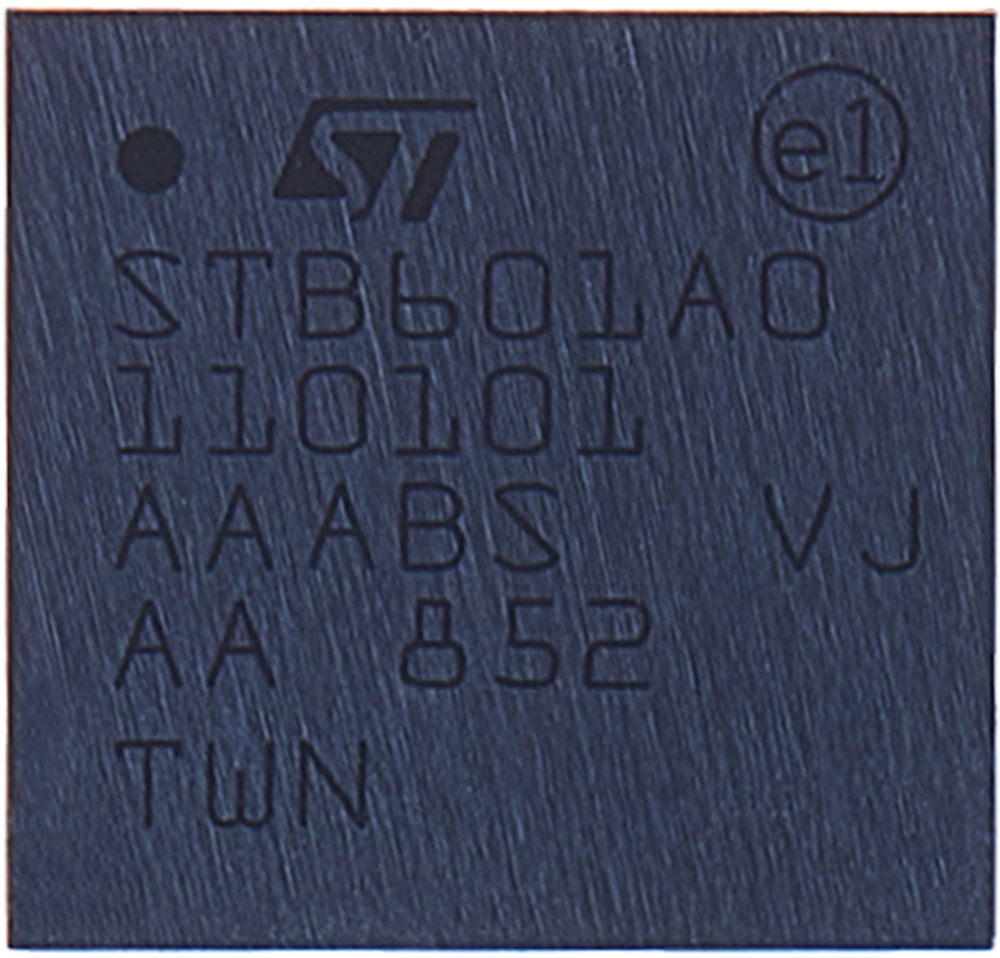 ST e1
STB601A0
110101
AAABS VJ
AA 852
TWN